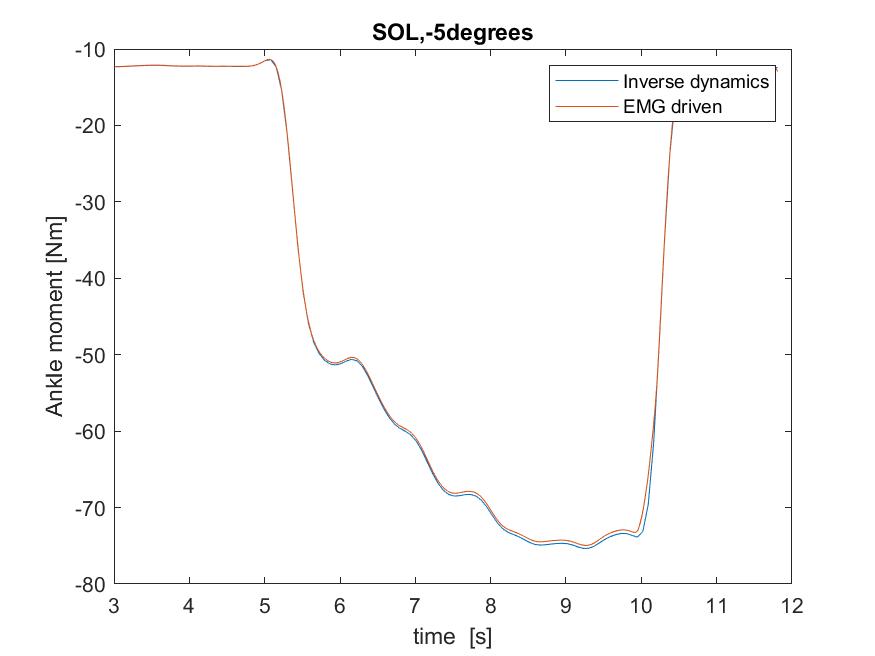 SOL,-5degrees
-10
-20
-30
-40
-50
-60
-70
-80
Ankle moment [Nm]
Inverse dynamics
EMG driven
3 4 5 6 7 8 9 10 11 12
time [s]